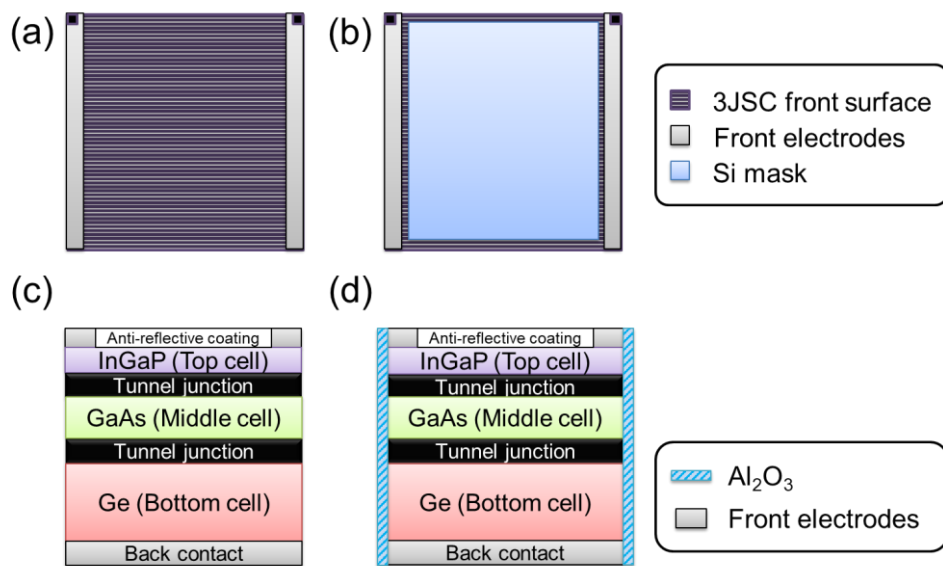 (a)
(b)
3JSC front surface
Front electrodes
Si mask
(c)
(d)
Anti-reflective coating
InGaP (Top cell)
Tunnel junction
GaAs (Middle cell)
Tunnel junction
Ge (Bottom cell)
Back contact
Anti-reflective coating
InGaP (Top cell)
Tunnel junction
GaAs (Middle cell)
Tunnel junction
Ge (Bottom cell)
Back contact
Al₂O₃
Front electrodes